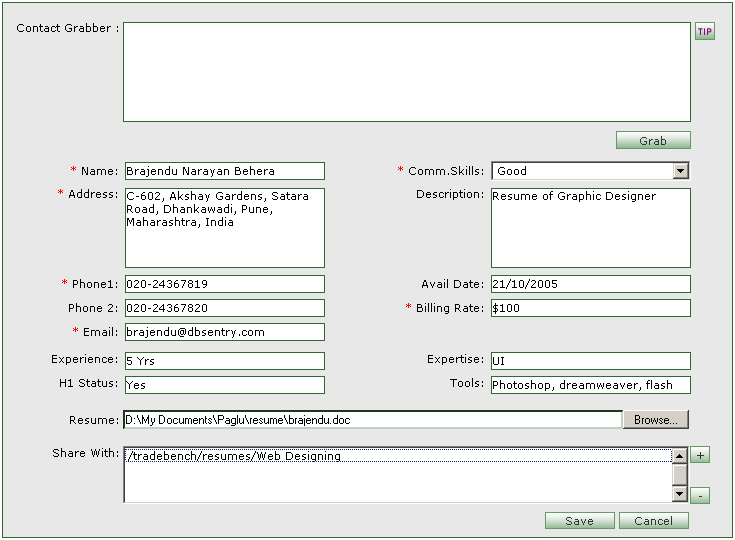 Contact Grabber :
TIP
Grab
* Name: Brajendu Narayan Behera
* Comm.Skills: Good
* Address: C-602, Akshay Gardens, Satara
Road, Dhankawadi, Pune,
Maharashtra, India
Description: Resume of Graphic Designer
* Phone1: 020-24367819
Avail Date: 21/10/2005
Phone 2: 020-24367820
* Billing Rate: $100
* Email: brajendu@dbsentry.com
Experience: 5 Yrs
Expertise: UI
H1 Status: Yes
Tools: Photoshop, dreamweaver, flash
Resume: D:\My Documents\Paglu\resume\brajendu.doc
Browse...
Share With: /tradebench/resumes/Web Designing
+
-
Save
Cancel